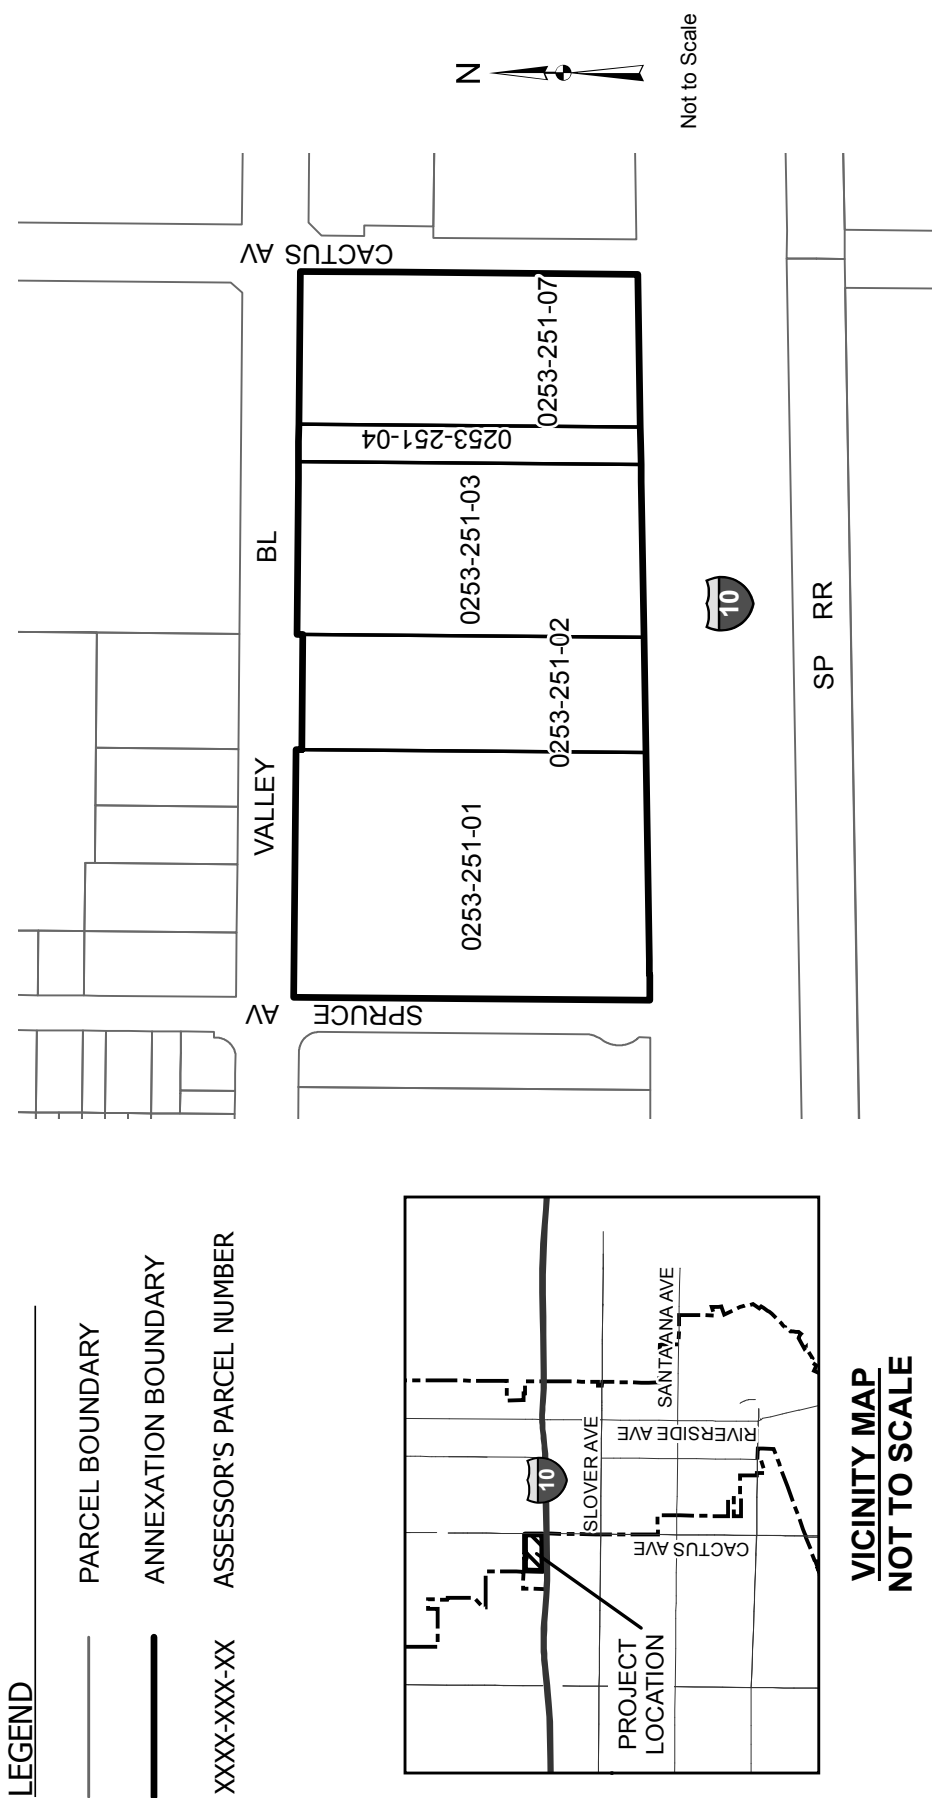 N
Not to Scale
CACTUS AV
VALLEY BL
SPRUCE AV
0253-251-01
0253-251-02
0253-251-03
0253-251-04
0253-251-07
10
SP RR
LEGEND
PARCEL BOUNDARY
ANNEXATION BOUNDARY
XXXX-XXX-XX ASSESSOR'S PARCEL NUMBER
PROJECT
LOCATION
10
SLOVER AVE
SANTA ANA AVE
CACTUS AVE
RIVERSIDE AVE
VICINITY MAP
NOT TO SCALE